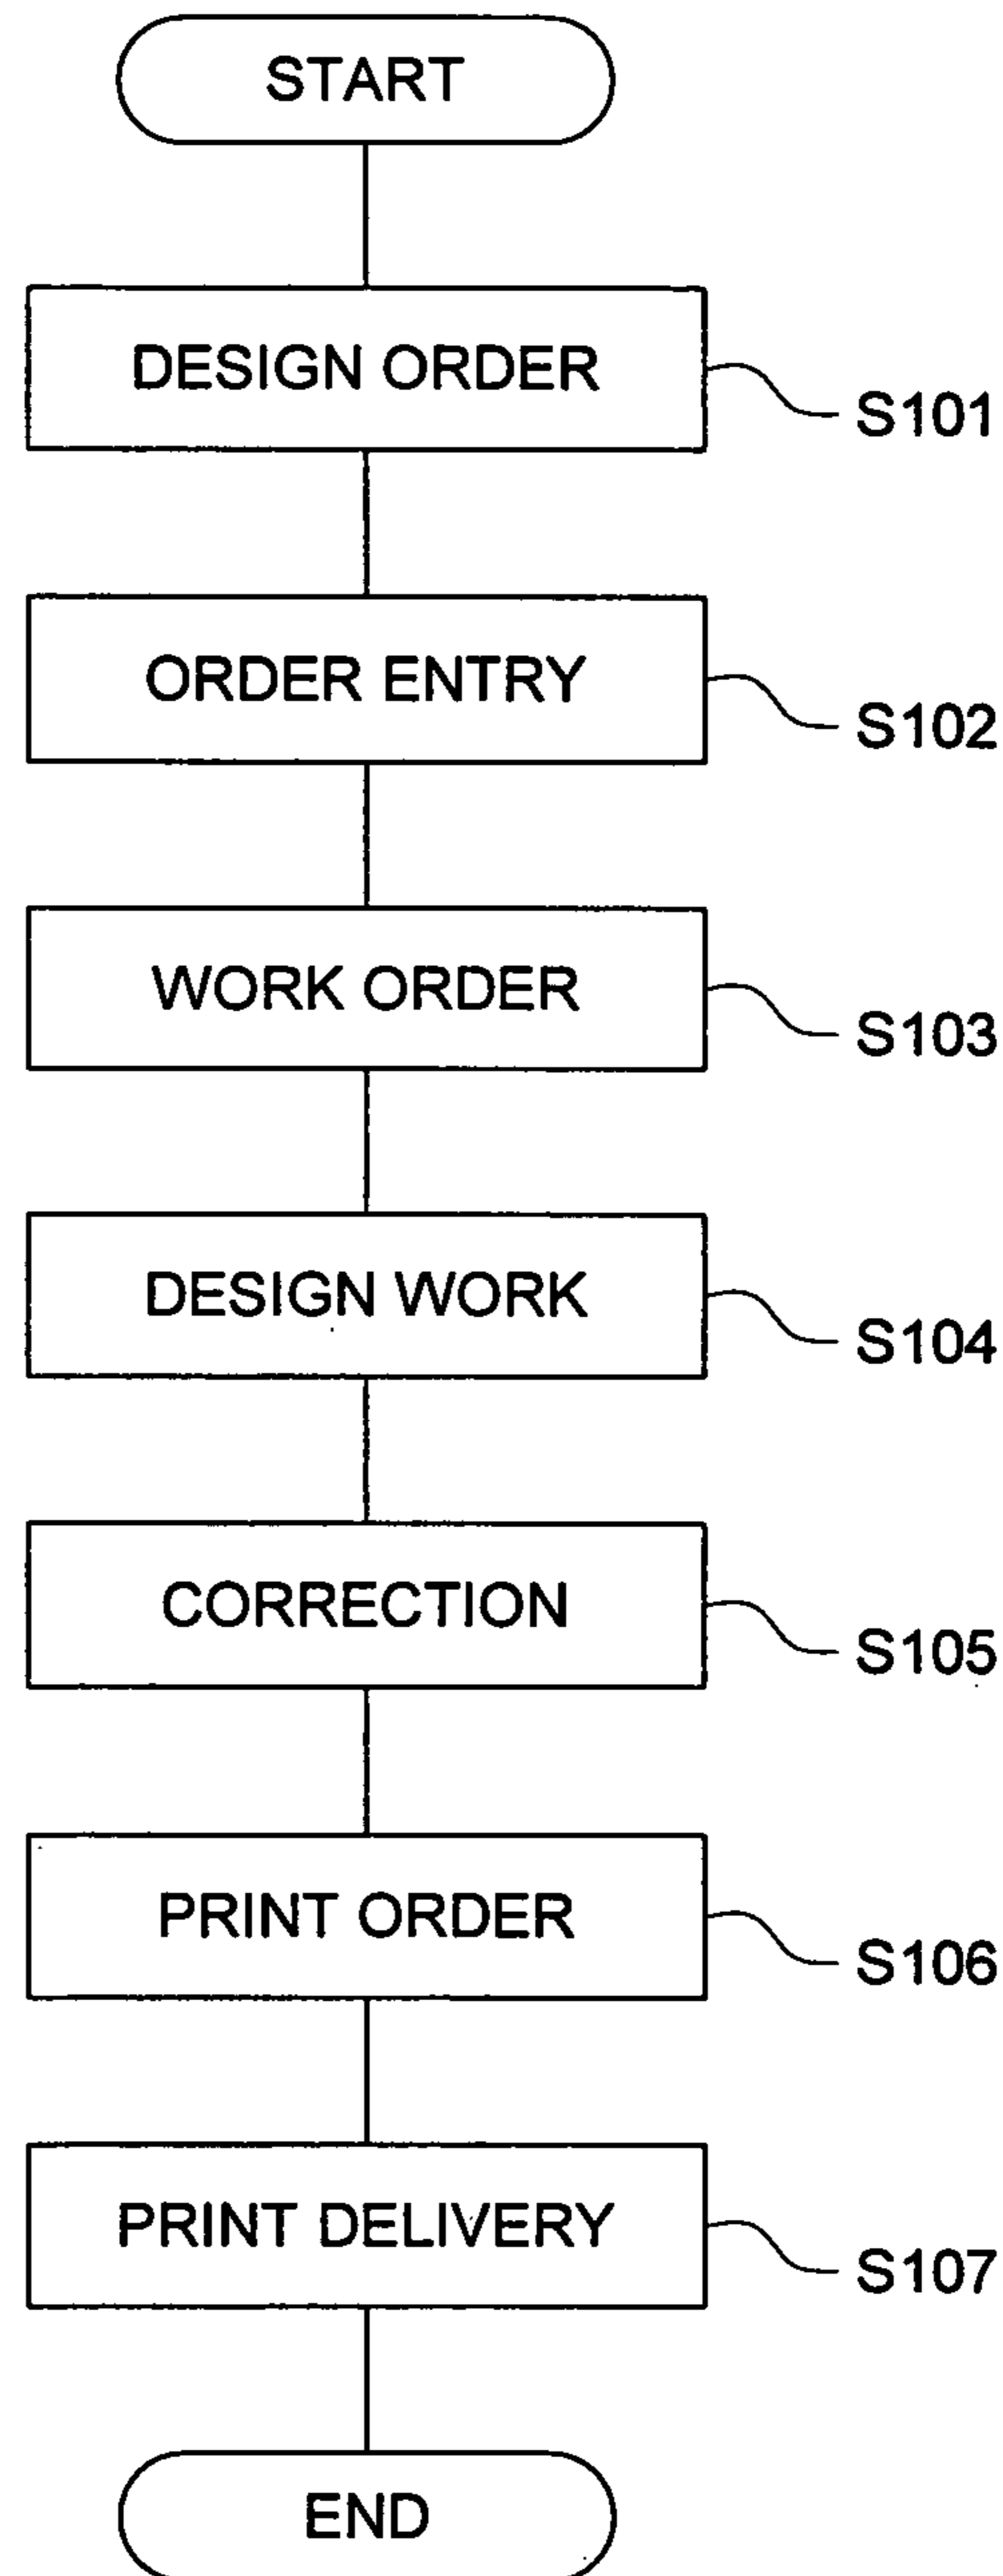 START
DESIGN ORDER
S101
ORDER ENTRY
S102
WORK ORDER
S103
DESIGN WORK
S104
CORRECTION
S105
PRINT ORDER
S106
PRINT DELIVERY
S107
END